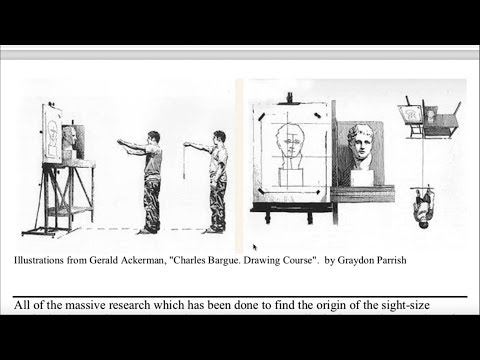 Illustrations from Gerald Ackerman, "Charles Bargue. Drawing Course".  by Graydon Parrish
All of the massive research which has been done to find the origin of the sight-size